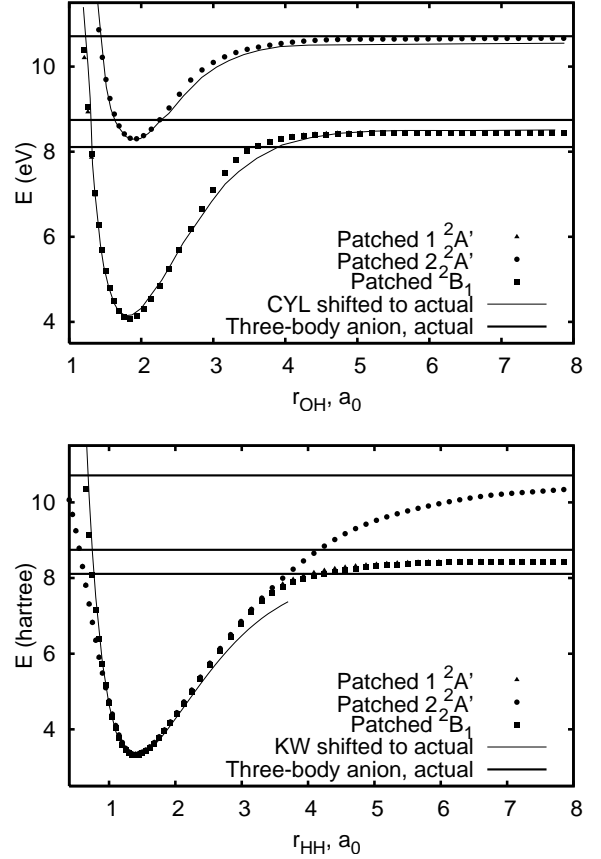 10
8
6
4
E (eV)
Patched 1 ²A'
Patched 2 ²A'
Patched ²B₁
CYL shifted to actual
Three-body anion, actual
1 2 3 4 5 6 7 8
r_OH, a₀
10
8
6
4
E (hartree)
Patched 1 ²A'
Patched 2 ²A'
Patched ²B₁
KW shifted to actual
Three-body anion, actual
1 2 3 4 5 6 7 8
r_HH, a₀